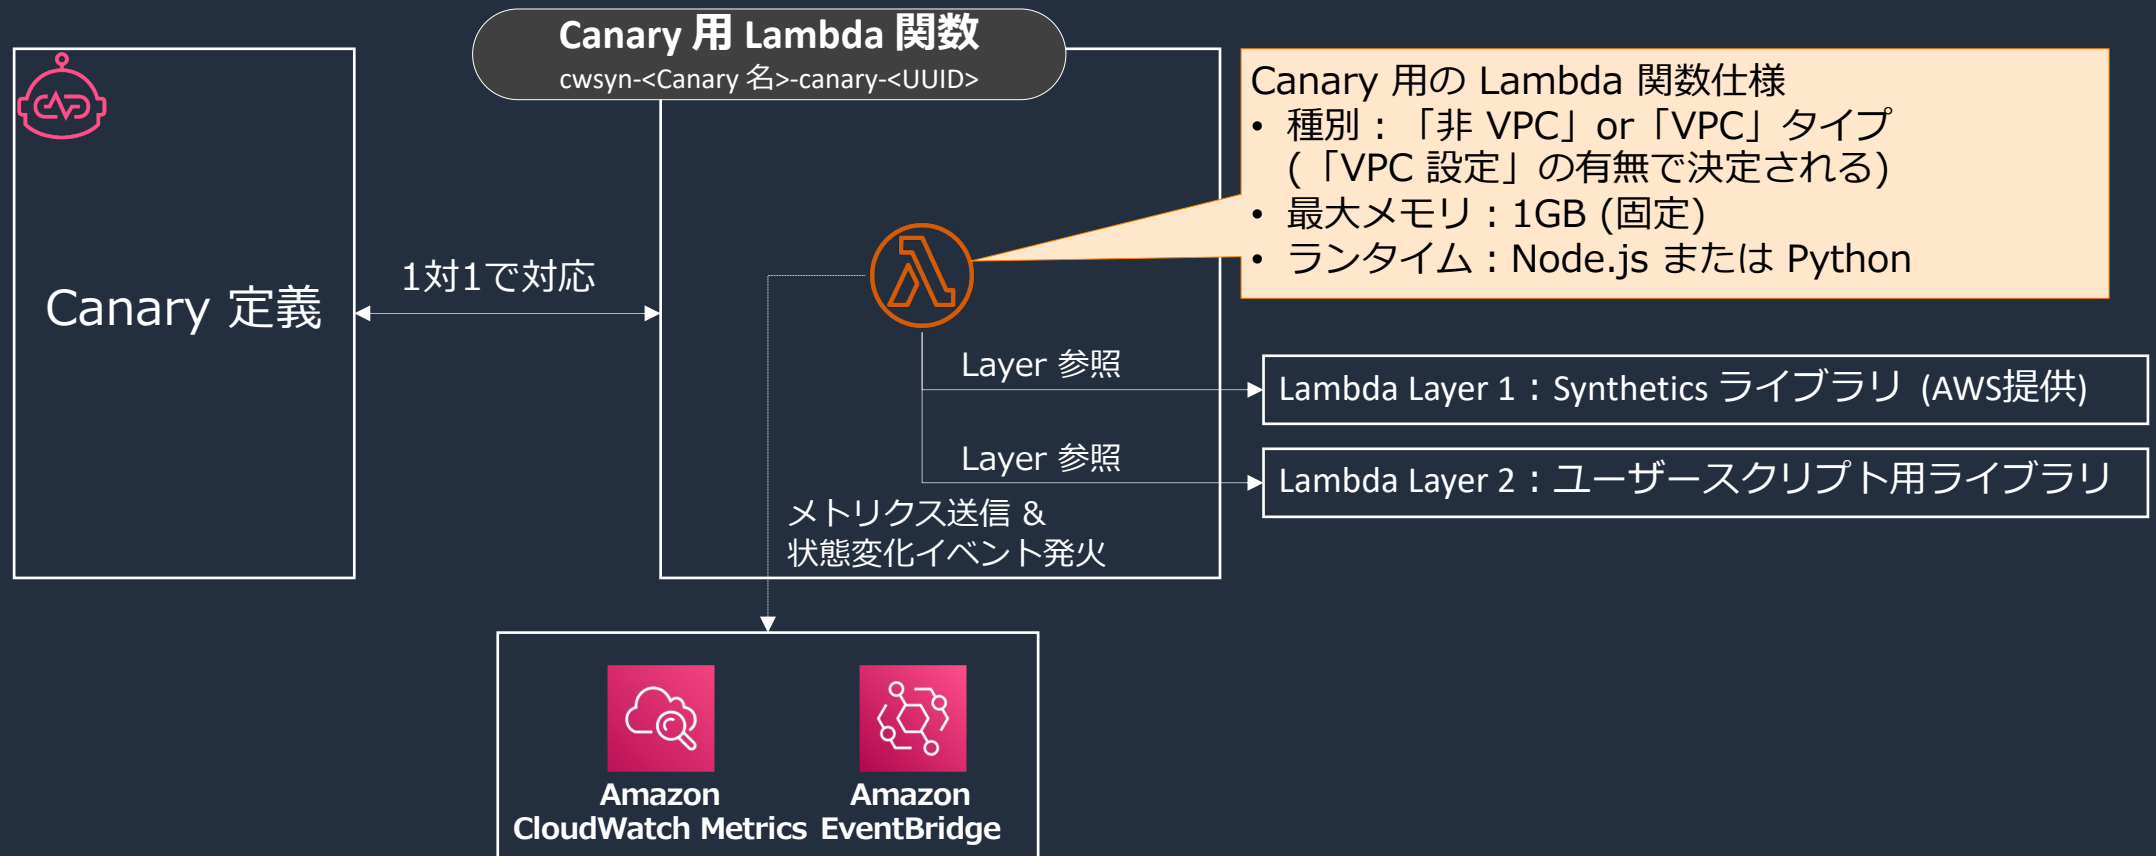 Canary 用 Lambda 関数
cwsyn-<Canary 名>-canary-<UUID>
Canary 定義
1対1で対応
Canary 用の Lambda 関数仕様
• 種別：「非 VPC」or「VPC」タイプ
(「VPC 設定」の有無で決定される)
• 最大メモリ：1GB (固定)
• ランタイム：Node.js または Python
Layer 参照
Lambda Layer 1：Synthetics ライブラリ (AWS提供)
Layer 参照
Lambda Layer 2：ユーザースクリプト用ライブラリ
メトリクス送信 &
状態変化イベント発火
Amazon
CloudWatch Metrics
Amazon
EventBridge